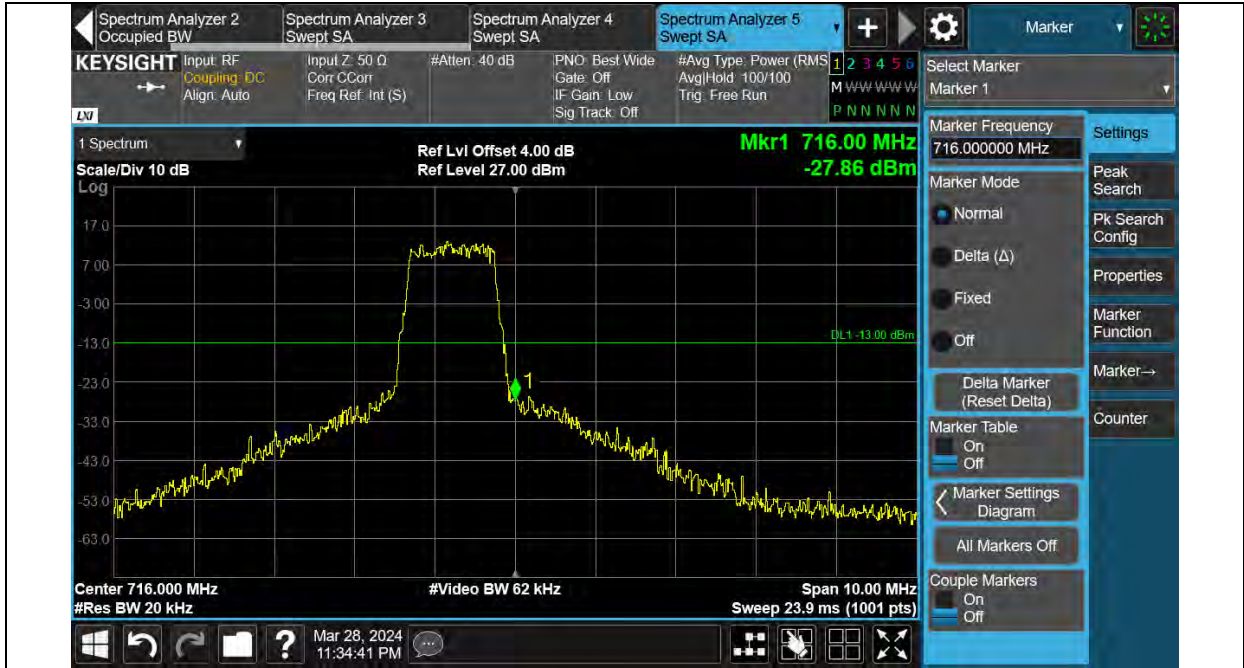 Spectrum Analyzer 2
Occupied BW
Spectrum Analyzer 3
Swept SA
Spectrum Analyzer 4
Swept SA
Spectrum Analyzer 5
Swept SA
Marker
KEYSIGHT
LXI
Input: RF
Coupling: DC
Align: Auto
Input Z: 50 Ω
Corr CCorr
Freq Ref: Int (S)
#Atten: 40 dB
PNO: Best Wide
Gate: Off
IF Gain: Low
Sig Track: Off
#Avg Type: Power (RMS
Avg|Hold: 100/100
Trig: Free Run
1 2 3 4 5 6
M W W W W W
P N N N N N
Select Marker
Marker 1
1 Spectrum
Scale/Div 10 dB
Log
Ref Lvl Offset 4.00 dB
Ref Level 27.00 dBm
Mkr1 716.00 MHz
-27.86 dBm
17.0
7.00
-3.00
-13.0
-23.0
-33.0
-43.0
-53.0
-63.0
DL1 -13.00 dBm
1
Center 716.000 MHz
#Res BW 20 kHz
#Video BW 62 kHz
Span 10.00 MHz
Sweep 23.9 ms (1001 pts)
Marker Frequency
716.000000 MHz
Marker Mode
Normal
Delta (Δ)
Fixed
Off
Delta Marker
(Reset Delta)
Marker Table
On
Off
Marker Settings
Diagram
All Markers Off
Couple Markers
On
Off
Settings
Peak
Search
Pk Search
Config
Properties
Marker
Function
Marker→
Counter
?
Mar 28, 2024
11:34:41 PM